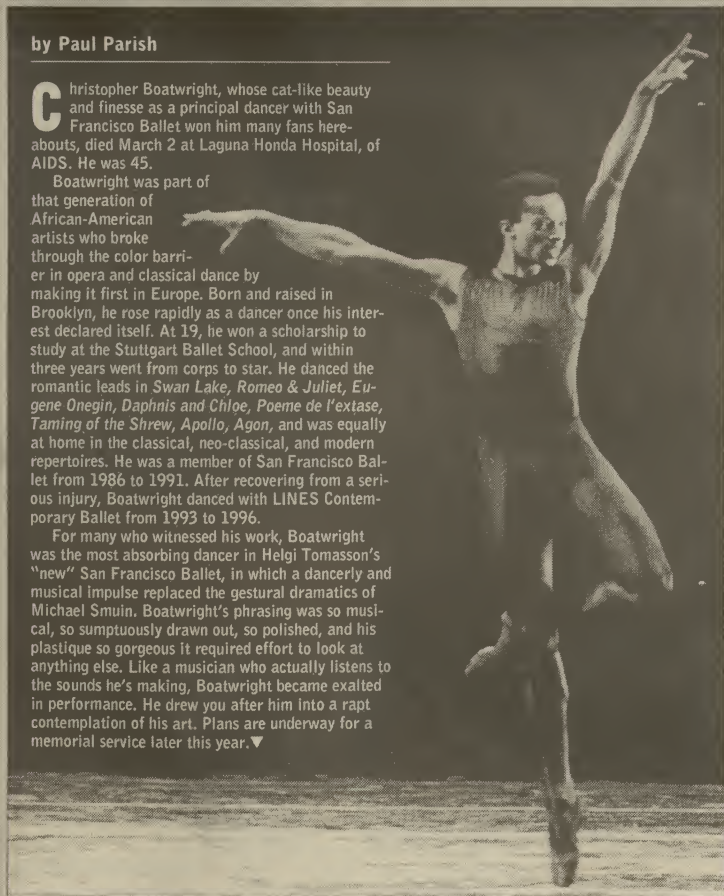 by Paul Parish
Christopher Boatwright, whose cat-like beauty
and finesse as a principal dancer with San
Francisco Ballet won him many fans here-
abouts, died March 2 at Laguna Honda Hospital, of
AIDS. He was 45.
Boatwright was part of
that generation of
African-American
artists who broke
through the color barri-
er in opera and classical dance by
making it first in Europe. Born and raised in
Brooklyn, he rose rapidly as a dancer once his inter-
est declared itself. At 19, he won a scholarship to
study at the Stuttgart Ballet School, and within
three years went from corps to star. He danced the
romantic leads in Swan Lake, Romeo & Juliet, Eu-
gene Onegin, Daphnis and Chloe, Poeme de l'extase,
Taming of the Shrew, Apollo, Agon, and was equally
at home in the classical, neo-classical, and modern
repertoires. He was a member of San Francisco Bal-
let from 1986 to 1991. After recovering from a seri-
ous injury, Boatwright danced with LINES Contem-
porary Ballet from 1993 to 1996.
For many who witnessed his work, Boatwright
was the most absorbing dancer in Helgi Tomasson's
"new" San Francisco Ballet, in which a dancerly and
musical impulse replaced the gestural dramatics of
Michael Smuin. Boatwright's phrasing was so musi-
cal, so sumptuously drawn out, so polished, and his
plastique so gorgeous it required effort to look at
anything else. Like a musician who actually listens to
the sounds he's making, Boatwright became exalted
in performance. He drew you after him into a rapt
contemplation of his art. Plans are underway for a
memorial service later this year.▼